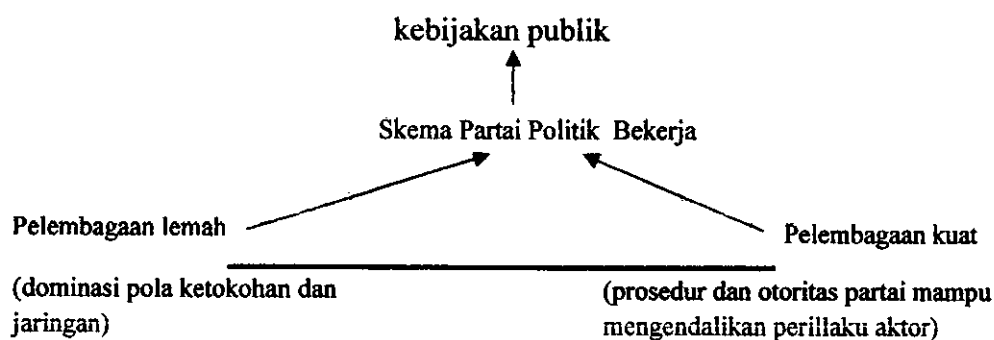 kebijakan publik
Skema Partai Politik Bekerja
Pelembagaan lemah
Pelembagaan kuat
(dominasi pola ketokohan dan
jaringan)
(prosedur dan otoritas partai mampu
mengendalikan perillaku aktor)